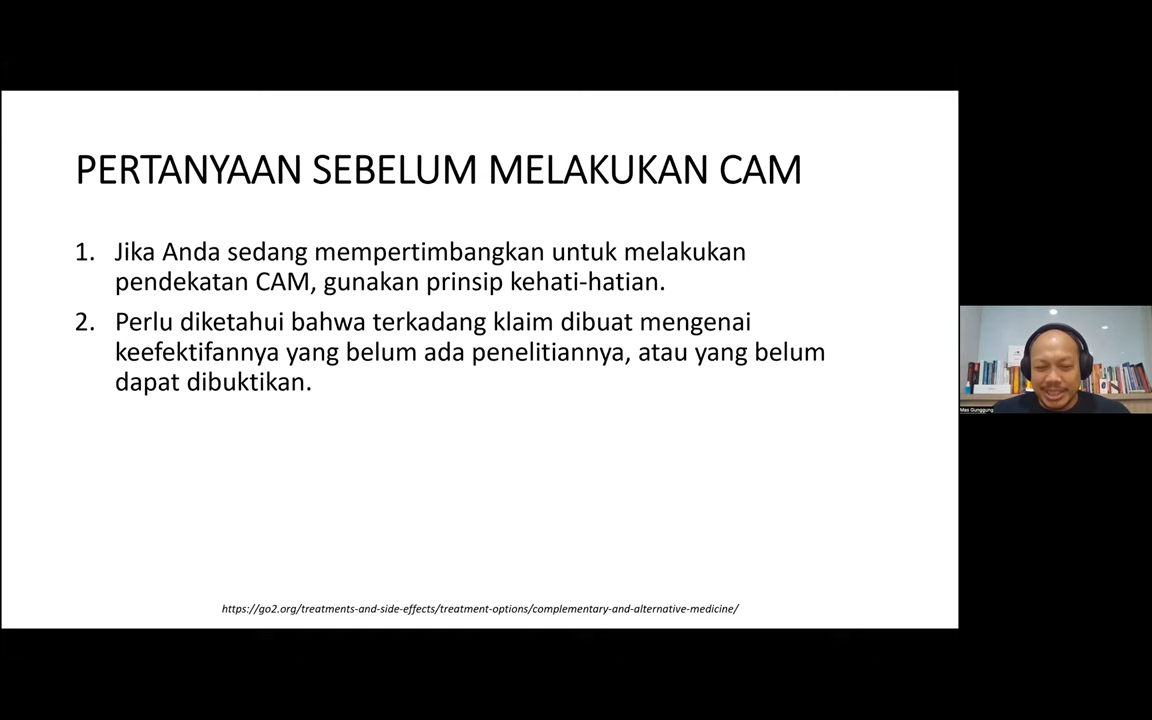 PERTANYAAN SEBELUM MELAKUKAN CAM
1. Jika Anda sedang mempertimbangkan untuk melakukan
pendekatan CAM, gunakan prinsip kehati-hatian.
2. Perlu diketahui bahwa terkadang klaim dibuat mengenai
keefektifannya yang belum ada penelitiannya, atau yang belum
dapat dibuktikan.
https://go2.org/treatments-and-side-effects/treatment-options/complementary-and-alternative-medicine/
Mas Gunggung